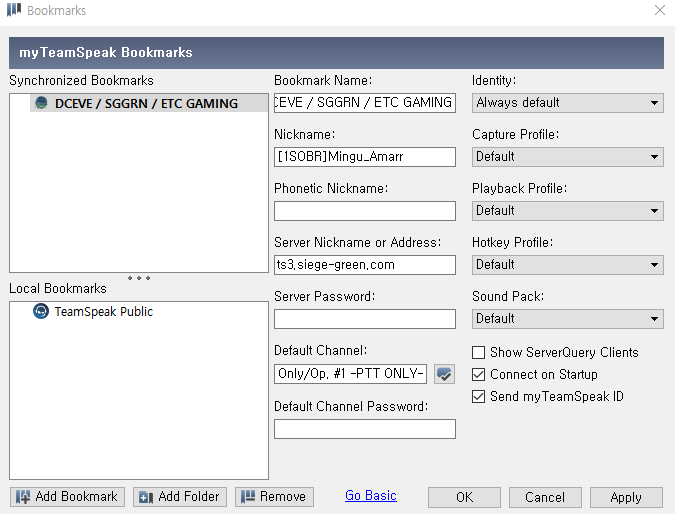 Bookmarks
myTeamSpeak Bookmarks
Synchronized Bookmarks
DCEVE / SGGRN / ETC GAMING
Local Bookmarks
TeamSpeak Public
Bookmark Name:
CEVE / SGGRN / ETC GAMING
Nickname:
[1SOBR]Mingu_Amarr
Phonetic Nickname:
Server Nickname or Address:
ts3.siege-green.com
Server Password:
Default Channel:
Only/Op. #1 -PTT ONLY-
Default Channel Password:
Identity:
Always default
Capture Profile:
Default
Playback Profile:
Default
Hotkey Profile:
Default
Sound Pack:
Default
Show ServerQuery Clients
Connect on Startup
Send myTeamSpeak ID
Add Bookmark
Add Folder
Remove
Go Basic
OK
Cancel
Apply